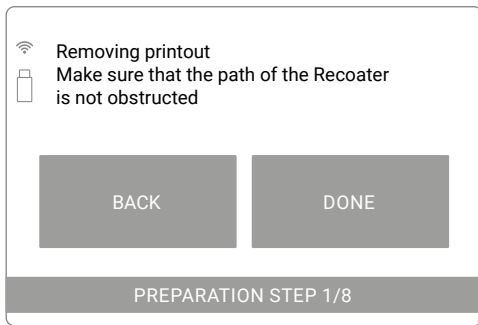 Removing printout
Make sure that the path of the Recoater
is not obstructed
BACK
DONE
PREPARATION STEP 1/8